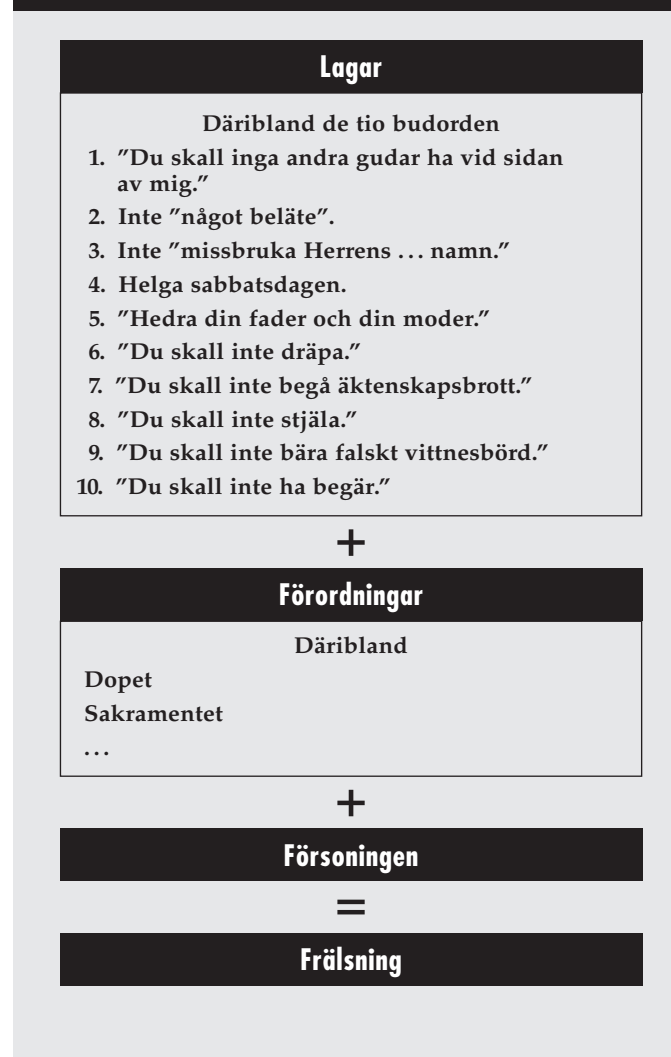 Lagar
Däribland de tio budorden
1. ”Du skall inga andra gudar ha vid sidan
av mig.”
2. Inte ”något beläte”.
3. Inte ”missbruka Herrens ... namn.”
4. Helga sabbatsdagen.
5. ”Hedra din fader och din moder.”
6. ”Du skall inte dräpa.”
7. ”Du skall inte begå äktenskapsbrott.”
8. ”Du skall inte stjäla.”
9. ”Du skall inte bära falskt vittnesbörd.”
10. ”Du skall inte ha begär.”
+
Förordningar
Däribland
Dopet
Sakramentet
...
+
Försoningen
=
Frälsning